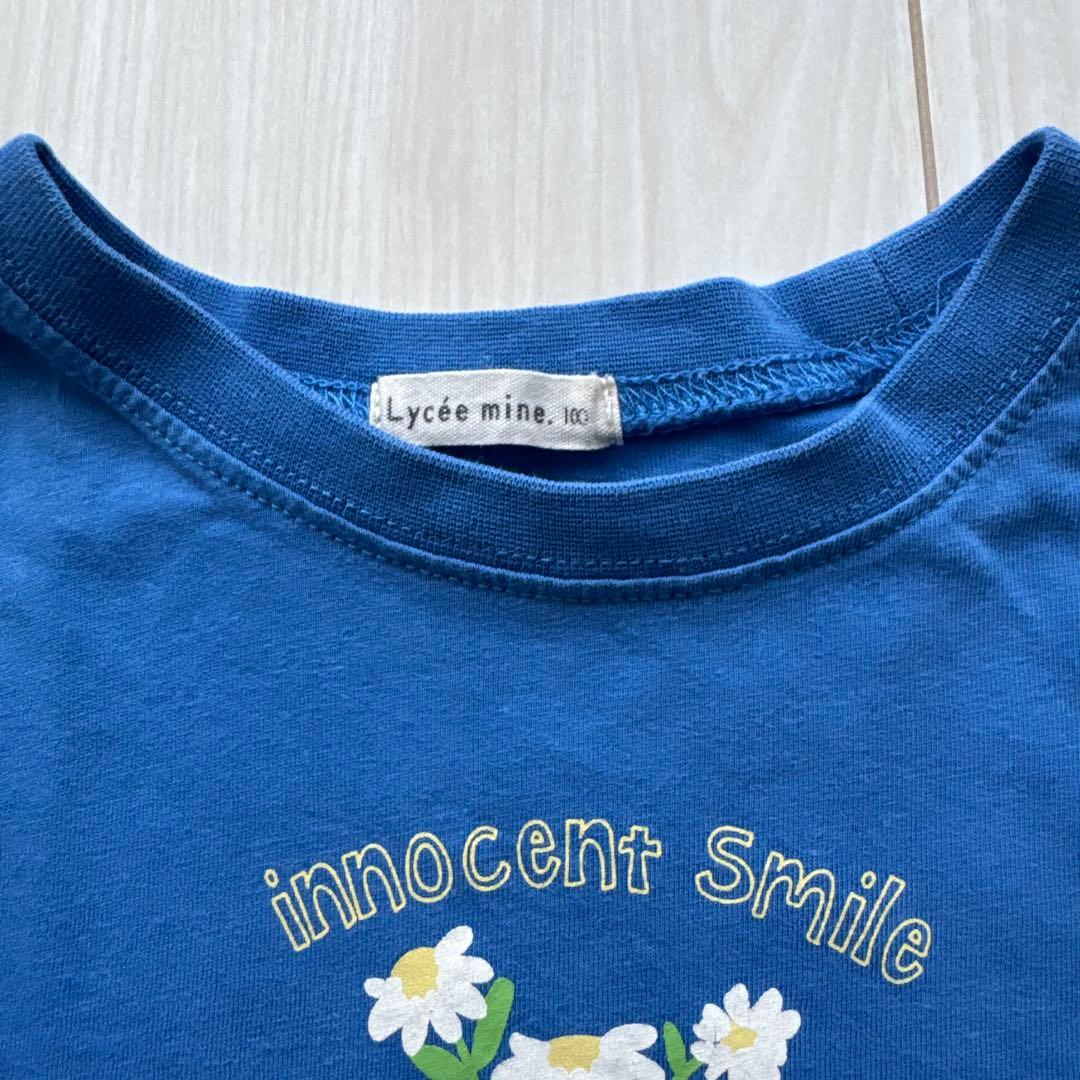 Lycée mine. 100
innocent smile